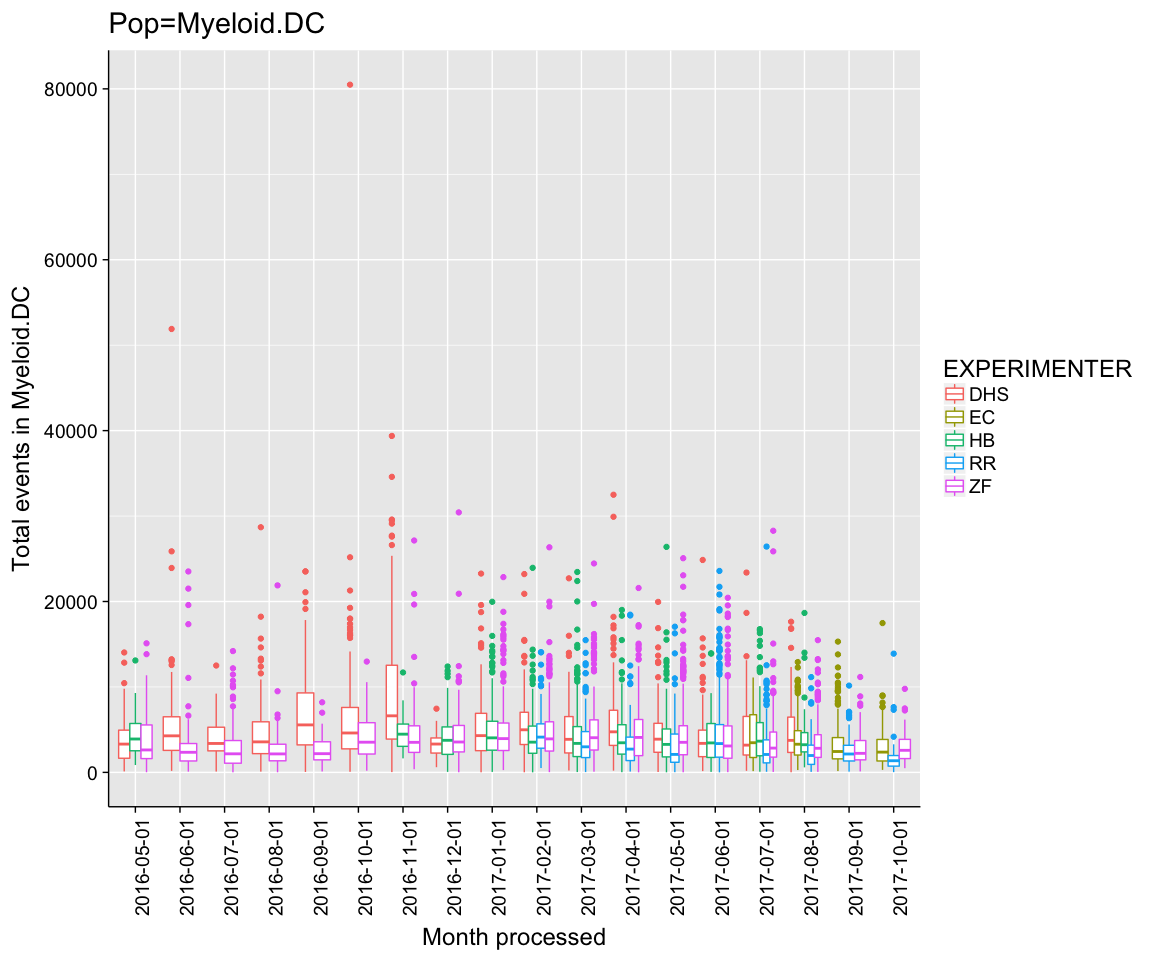 Pop=Myeloid.DC
Total events in Myeloid.DC
80000
60000
40000
20000
0
2016-05-01
2016-06-01
2016-07-01
2016-08-01
2016-09-01
2016-10-01
2016-11-01
2016-12-01
2017-01-01
2017-02-01
2017-03-01
2017-04-01
2017-05-01
2017-06-01
2017-07-01
2017-08-01
2017-09-01
2017-10-01
Month processed
EXPERIMENTER
DHS
EC
HB
RR
ZF